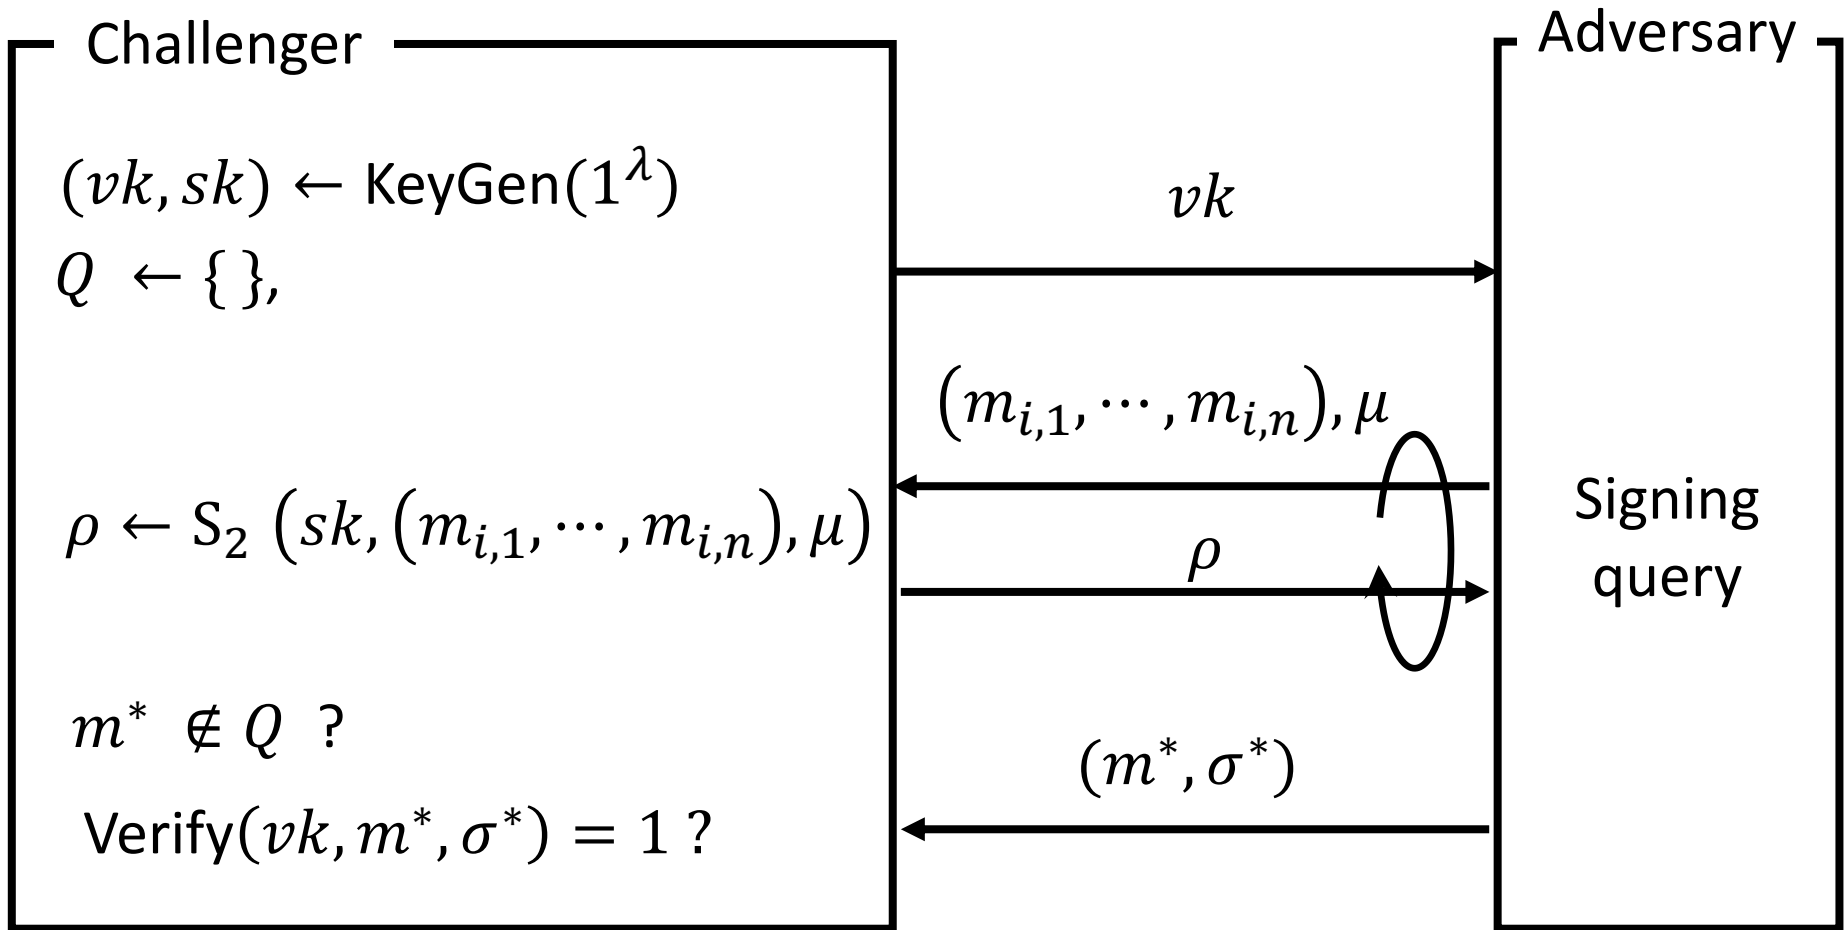 Challenger
Adversary
(vk, sk) ← KeyGen(1^λ)
vk
Q ← { },
(m_{i,1}, ⋯, m_{i,n}), μ
ρ ← S_2 (sk, (m_{i,1}, ⋯, m_{i,n}), μ)
ρ
Signing
query
m* ∉ Q ?
(m*, σ*)
Verify(vk, m*, σ*) = 1 ?